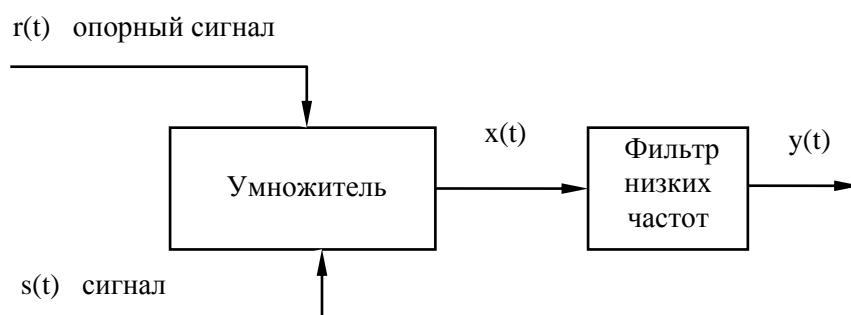 r(t) опорный сигнал
x(t)
Фильтр
низких
частот
y(t)
Умножитель
s(t) сигнал